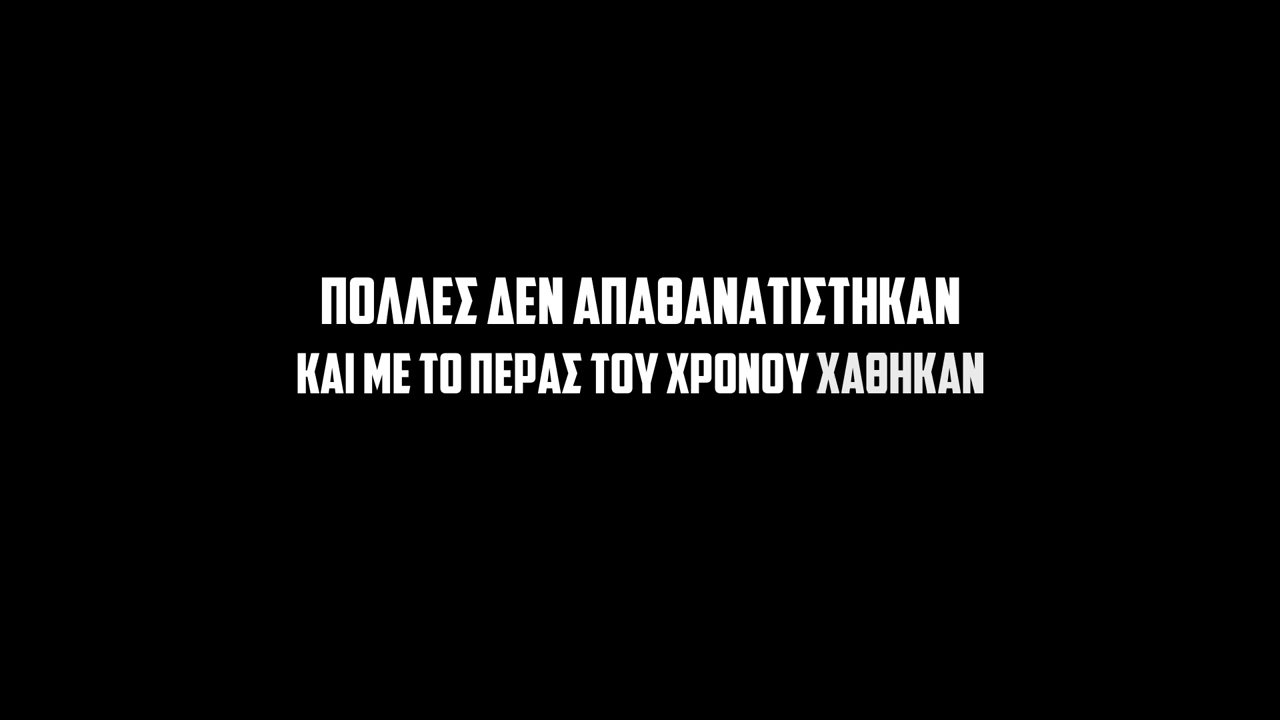 ΠΟΛΛΕΣ ΔΕΝ ΑΠΑΘΑΝΑΤΙΣΤΗΚΑΝ
ΚΑΙ ΜΕ ΤΟ ΠΕΡΑΣ ΤΟΥ ΧΡΟΝΟΥ ΧΑΘΗΚΑΝ